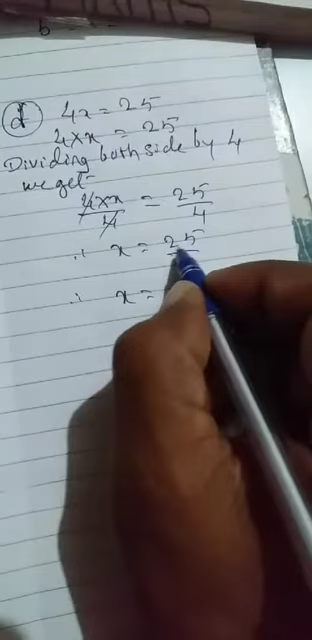 d 4x = 25
4×x = 25
Dividing both side by 4
we get
4×x/4 = 25/4
∴ x = 25
∴ x =